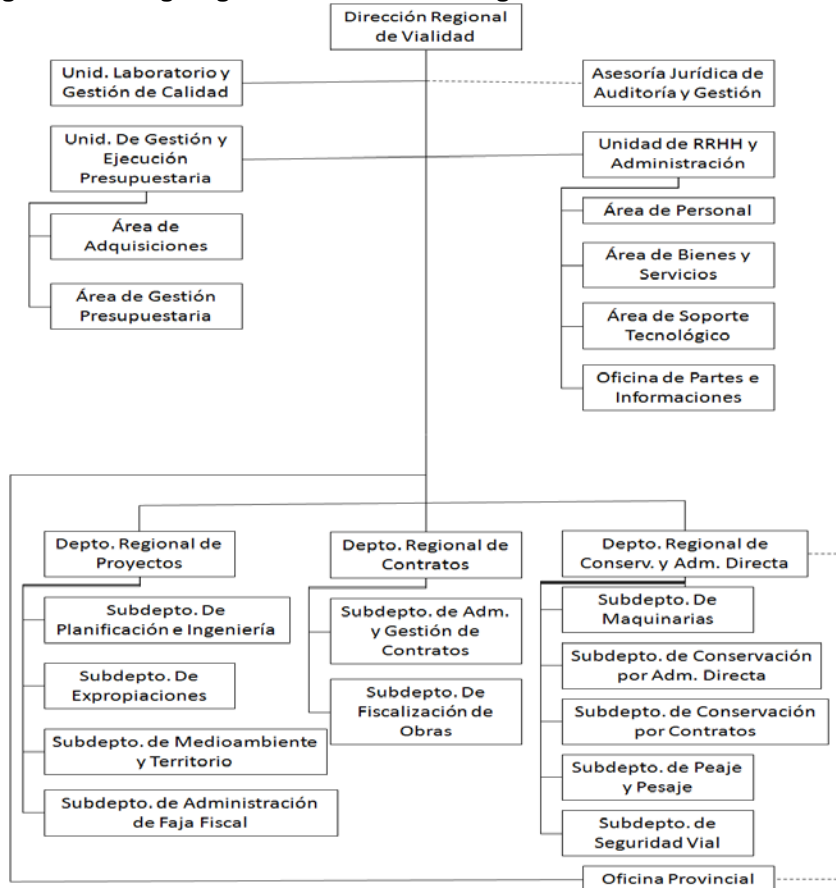 Dirección Regional
de Vialidad
Unid. Laboratorio y
Gestión de Calidad
Asesoría Jurídica de
Auditoría y Gestión
Unid. De Gestión y
Ejecución
Presupuestaria
Unidad de RRHH y
Administración
Área de
Adquisiciones
Área de Gestión
Presupuestaria
Área de Personal
Área de Bienes y
Servicios
Área de Soporte
Tecnológico
Oficina de Partes e
Informaciones
Depto. Regional de
Proyectos
Subdepto. De
Planificación e Ingeniería
Subdepto. De
Expropiaciones
Subdepto. de Medioambiente
y Territorio
Subdepto. de Administración
de Faja Fiscal
Depto. Regional de
Contratos
Subdepto. de Adm.
y Gestión de
Contratos
Subdepto. De
Fiscalización de
Obras
Depto. Regional de
Conserv. y Adm. Directa
Subdepto. De
Maquinarias
Subdepto. de Conservación
por Adm. Directa
Subdepto. de Conservación
por Contratos
Subdepto. de Peaje
y Pesaje
Subdepto. de
Seguridad Vial
Oficina Provincial